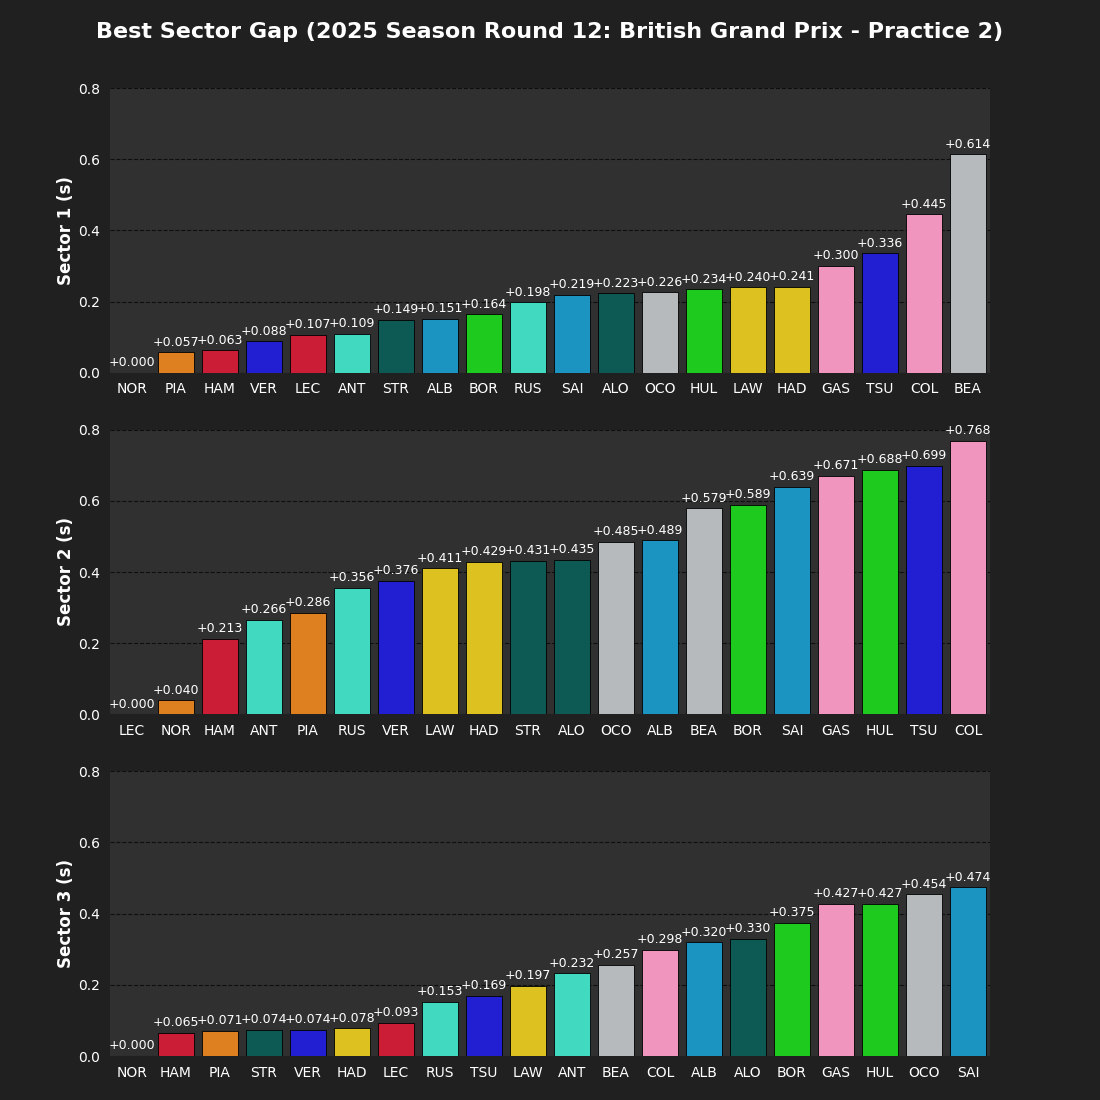 Best Sector Gap (2025 Season Round 12: British Grand Prix - Practice 2)
Sector 1 (s)
0.8
0.6
0.4
0.2
0.0
+0.000 +0.057 +0.063 +0.088 +0.107 +0.109 +0.149 +0.151 +0.164 +0.198 +0.219 +0.223 +0.226 +0.234 +0.240 +0.241 +0.300 +0.336 +0.445 +0.614
NOR PIA HAM VER LEC ANT STR ALB BOR RUS SAI ALO OCO HUL LAW HAD GAS TSU COL BEA
Sector 2 (s)
0.8
0.6
0.4
0.2
0.0
+0.000 +0.040 +0.213 +0.266 +0.286 +0.356 +0.376 +0.411 +0.429 +0.431 +0.435 +0.485 +0.489 +0.579 +0.589 +0.639 +0.671 +0.688 +0.699 +0.768
LEC NOR HAM ANT PIA RUS VER LAW HAD STR ALO OCO ALB BEA BOR SAI GAS HUL TSU COL
Sector 3 (s)
0.8
0.6
0.4
0.2
0.0
+0.000 +0.065 +0.071 +0.074 +0.074 +0.078 +0.093 +0.153 +0.169 +0.197 +0.232 +0.257 +0.298 +0.320 +0.330 +0.375 +0.427 +0.427 +0.454 +0.474
NOR HAM PIA STR VER HAD LEC RUS TSU LAW ANT BEA COL ALB ALO BOR GAS HUL OCO SAI